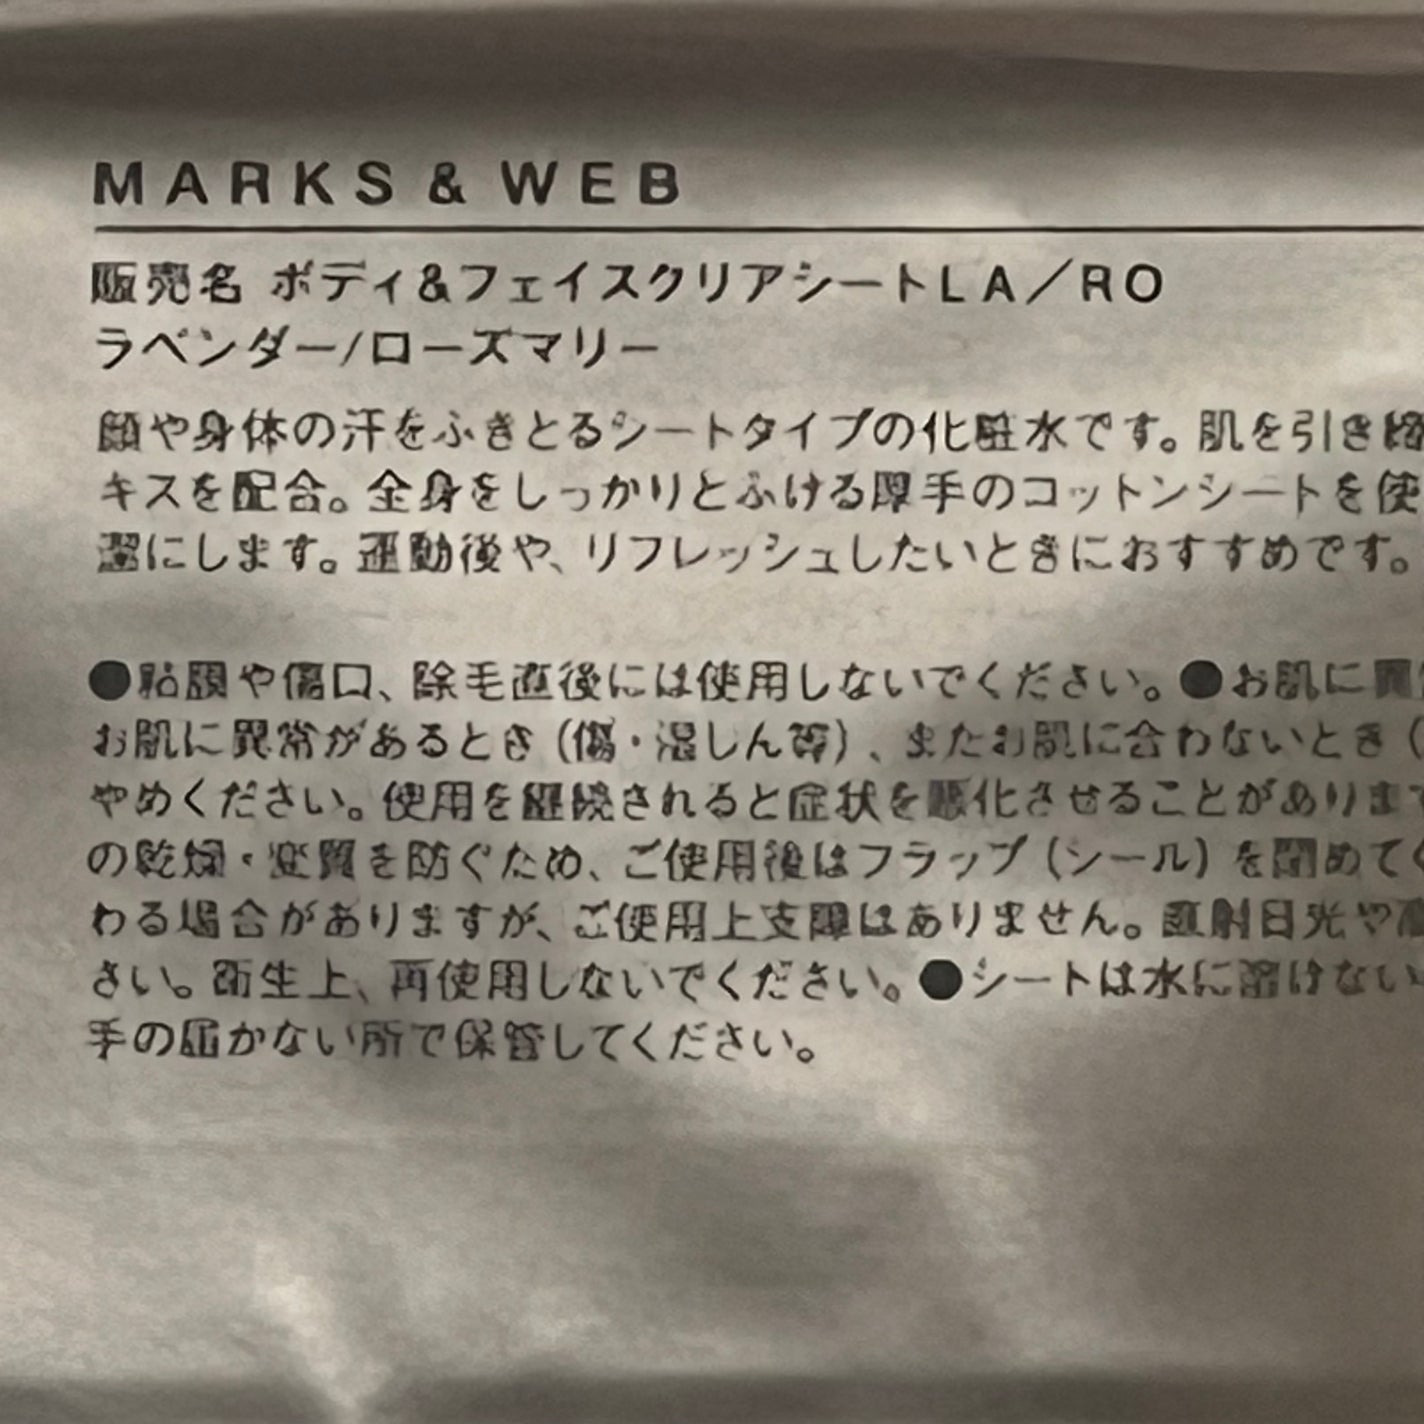 MARKS & WEB
販売名 ボディ&フェイスクリアシートLA／RO
ラベンダー/ローズマリー
顔や身体の汗をふきとるシートタイプの化粧水です。肌を引き締
キスを配合。全身をしっかりとふける厚手のコットンシートを使
潔にします。運動後や、リフレッシュしたいときにおすすめです。
●粘膜や傷口、除毛直後には使用しないでください。●お肌に異
お肌に異常があるとき（傷・湿しん等）、またお肌に合わないとき（
やめください。使用を継続されると症状を悪化させることがあります
の乾燥・変質を防ぐため、ご使用後はフラップ（シール）を閉めてく
わる場合がありますが、ご使用上支障はありません。直射日光や高
さい。衛生上、再使用しないでください。●シートは水に溶けない
手の届かない所で保管してください。